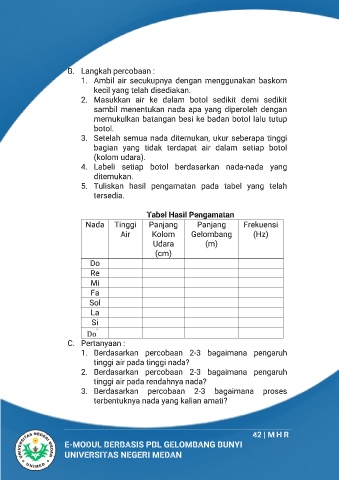 B. Langkah percobaan :
1. Ambil air secukupnya dengan menggunakan baskom
kecil yang telah disediakan.
2. Masukkan air ke dalam botol sedikit demi sedikit
sambil menentukan nada apa yang diperoleh dengan
memukulkan batangan besi ke badan botol lalu tutup
botol.
3. Setelah semua nada ditemukan, ukur seberapa tinggi
bagian yang tidak terdapat air dalam setiap botol
(kolom udara).
4. Labeli setiap botol berdasarkan nada-nada yang
ditemukan.
5. Tuliskan hasil pengamatan pada tabel yang telah
tersedia.
Tabel Hasil Pengamatan
Nada Tinggi Panjang Panjang Frekuensi
Air Kolom Gelombang (Hz)
Udara (m)
(cm)
Do
Re
Mi
Fa
Sol
La
Si
Do
C. Pertanyaan :
1. Berdasarkan percobaan 2-3 bagaimana pengaruh
tinggi air pada tinggi nada?
2. Berdasarkan percobaan 2-3 bagaimana pengaruh
tinggi air pada rendahnya nada?
3. Berdasarkan percobaan 2-3 bagaimana proses
terbentuknya nada yang kalian amati?
42 | M H R
E-MODUL BERBASIS PBL GELOMBANG BUNYI
UNIVERSITAS NEGERI MEDAN
UNIVERSITAS NEGERI MEDAN
UNIMED